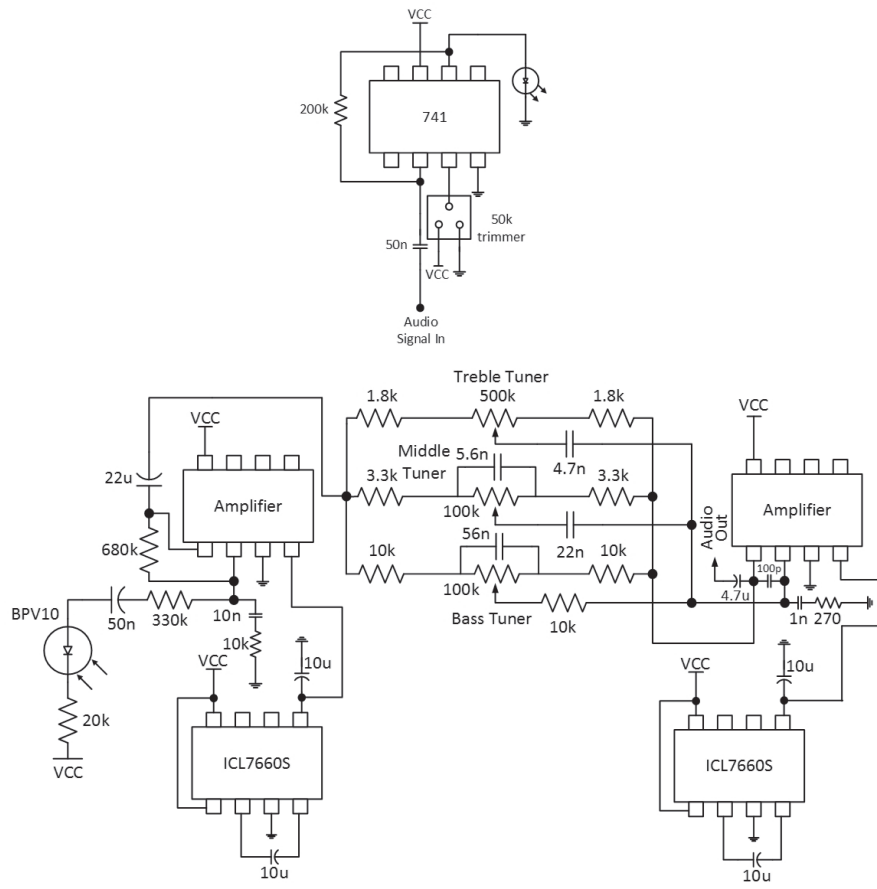 VCC
200k
741
50k
trimmer
50n
VCC
Audio
Signal In
Treble Tuner
1.8k
500k
1.8k
VCC
VCC
22u
Amplifier
Middle
Tuner
5.6n
4.7n
3.3k
3.3k
100k
Amplifier
Audio
Out
680k
56n
22n
10k
10k
100k
100p
4.7u
BPV10
50n
330k
10n
Bass Tuner
10k
1n
270
10k
VCC
10u
VCC
10u
20k
VCC
ICL7660S
ICL7660S
10u
10u